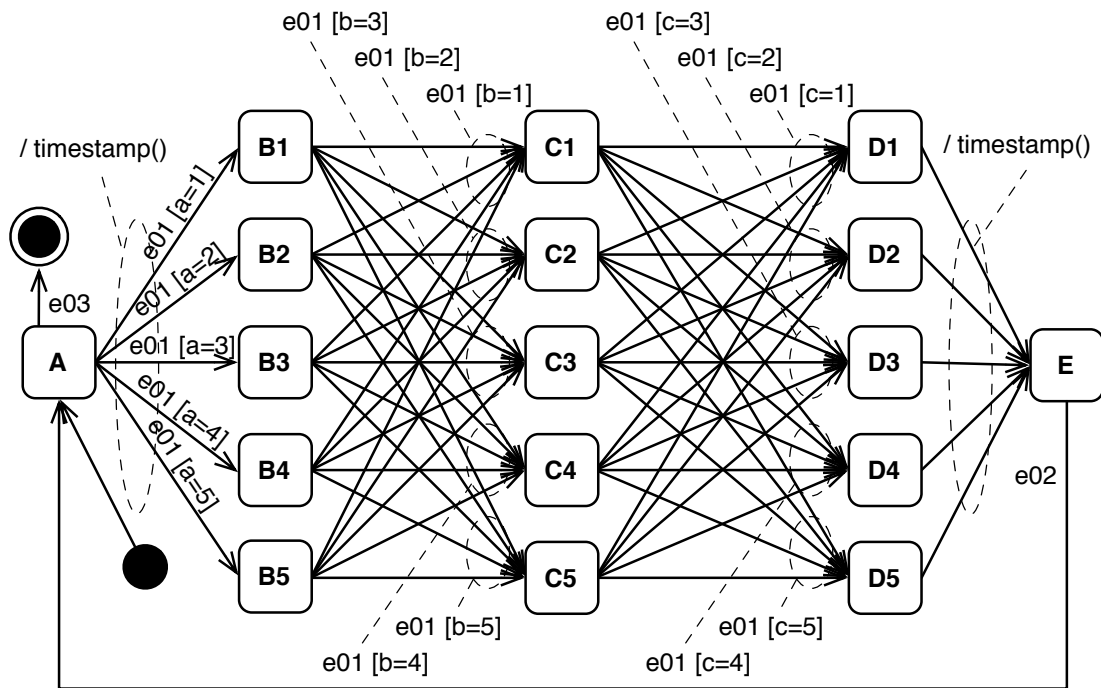 e01 [b=3]
e01 [c=3]
e01 [b=2]
e01 [c=2]
e01 [b=1]
e01 [c=1]
/ timestamp()
/ timestamp()
B1
C1
D1
e01 [a=1]
B2
C2
D2
e01 [a=2]
e03
A
e01 [a=3]
B3
C3
D3
E
e01 [a=4]
B4
C4
D4
e01 [a=5]
e02
B5
C5
D5
e01 [b=5]
e01 [c=5]
e01 [b=4]
e01 [c=4]